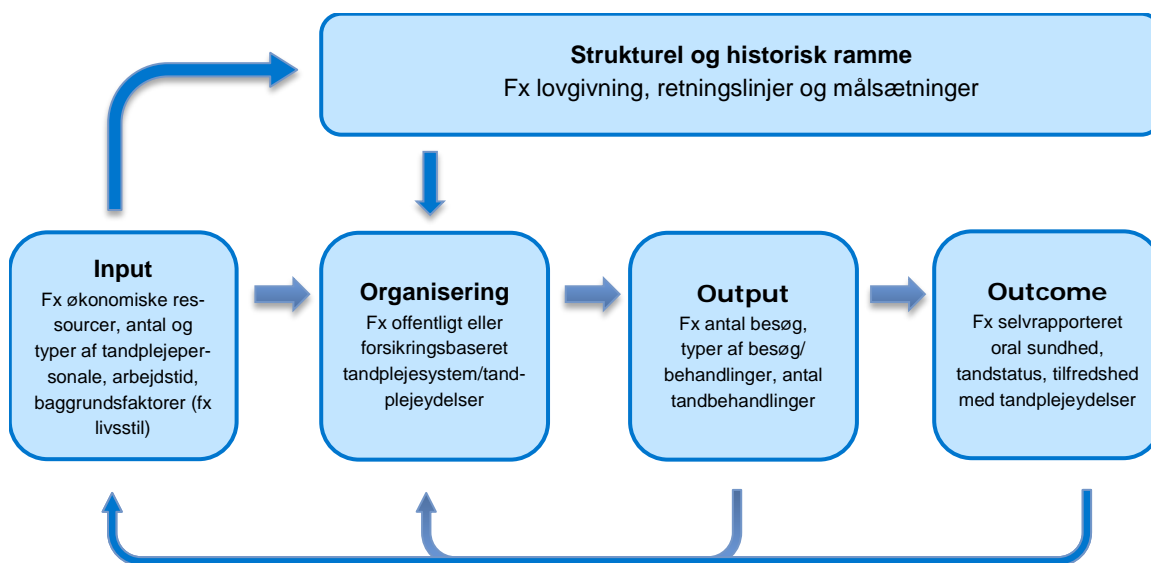 Strukturel og historisk ramme
Fx lovgivning, retningslinjer og målsætninger
Input
Fx økonomiske res-
sourcer, antal og
typer af tandplejeper-
sonale, arbejdstid,
baggrundsfaktorer (fx
livsstil)
Organisering
Fx offentligt eller
forsikringsbaseret
tandplejesystem/tand-
plejeydelser
Output
Fx antal besøg,
typer af besøg/
behandlinger, antal
tandbehandlinger
Outcome
Fx selvrapporteret
oral sundhed,
tandstatus, tilfredshed
med tandplejeydelser